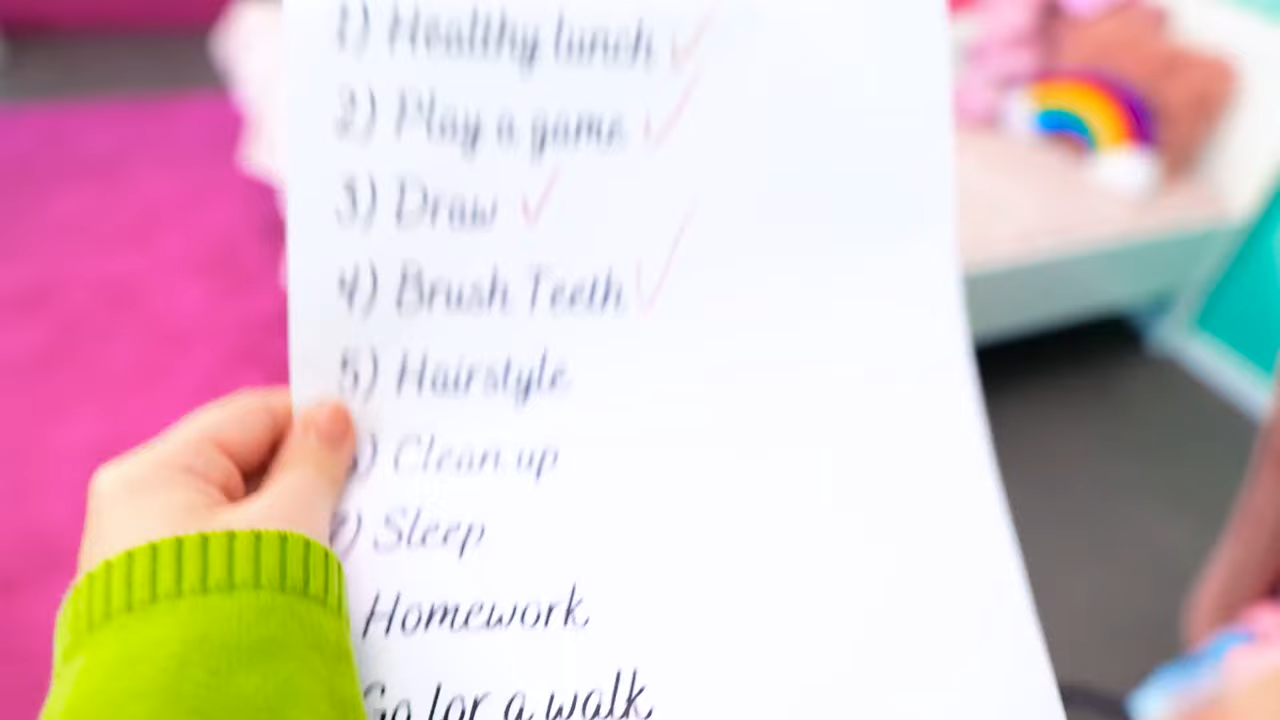 1) Healthy lunch ✓
2) Play a game ✓
3) Draw ✓
4) Brush Teeth ✓
5) Hairstyle
) Clean up
7) Sleep
Homework
Go for a walk